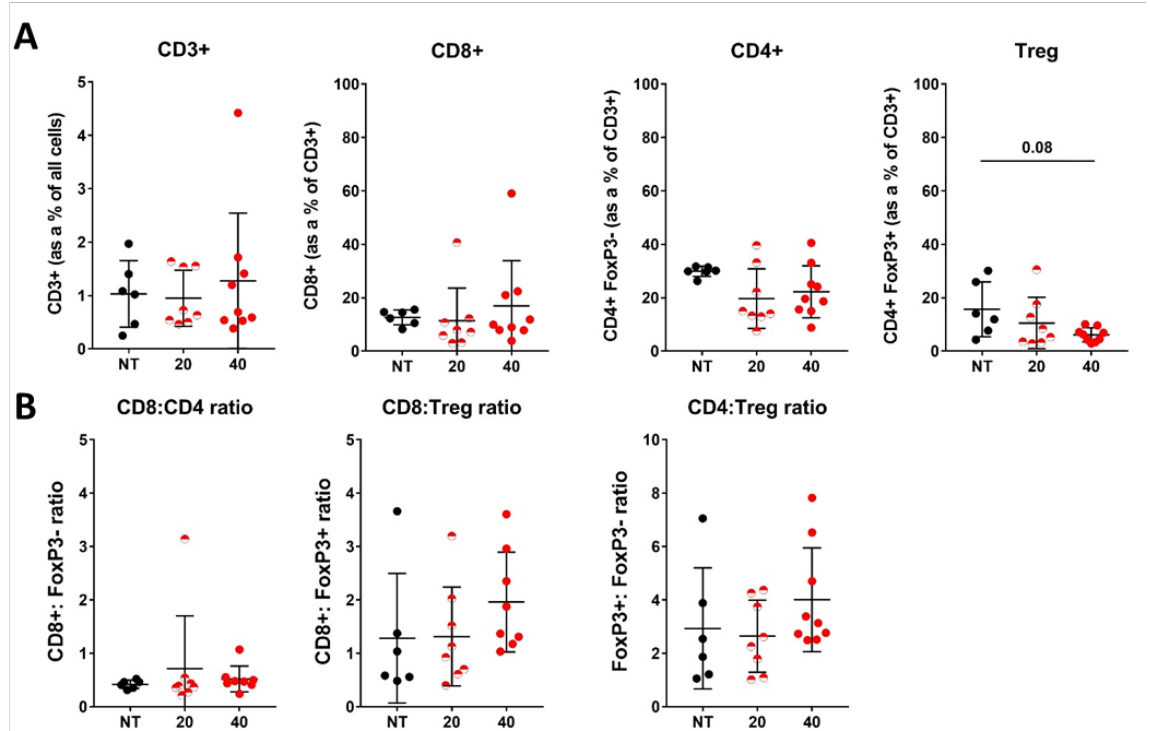 A
CD3+
CD8+
CD4+
Treg
CD3+ (as a % of all cells)
5
4
3
2
1
0
NT
20
40
CD8+ (as a % of CD3+)
100
80
60
40
20
0
NT
20
40
CD4+ FoxP3- (as a % of CD3+)
100
80
60
40
20
0
NT
20
40
CD4+ FoxP3+ (as a % of CD3+)
100
80
60
40
20
0
0.08
NT
20
40
B
CD8:CD4 ratio
CD8:Treg ratio
CD4:Treg ratio
CD8+: FoxP3- ratio
5
4
3
2
1
0
NT
20
40
CD8+: FoxP3+ ratio
5
4
3
2
1
0
NT
20
40
FoxP3+: FoxP3- ratio
10
8
6
4
2
0
NT
20
40